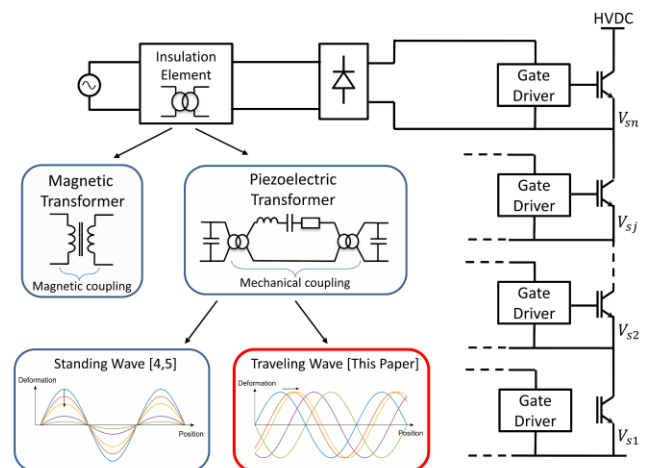 HVDC
Insulation
Element
Gate
Driver
V_sn
Magnetic
Transformer
Magnetic coupling
Piezoelectric
Transformer
Mechanical coupling
Gate
Driver
V_sj
Gate
Driver
V_s2
Standing Wave [4,5]
Deformation
Position
Traveling Wave [This Paper]
Deformation
Position
Gate
Driver
V_s1